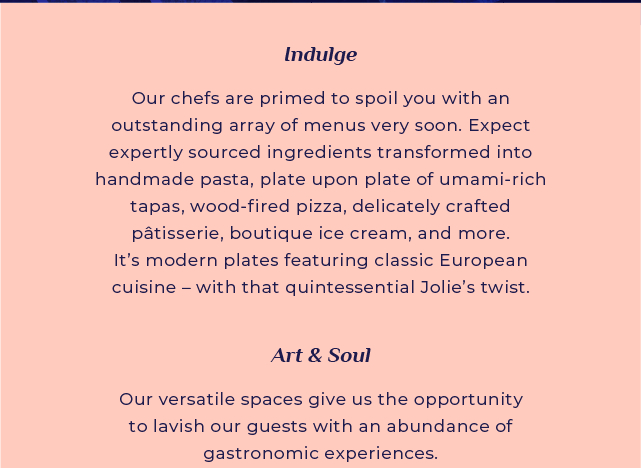 Indulge
Our chefs are primed to spoil you with an
outstanding array of menus very soon. Expect
expertly sourced ingredients transformed into
handmade pasta, plate upon plate of umami-rich
tapas, wood-fired pizza, delicately crafted
pâtisserie, boutique ice cream, and more.
It’s modern plates featuring classic European
cuisine – with that quintessential Jolie’s twist.
Art & Soul
Our versatile spaces give us the opportunity
to lavish our guests with an abundance of
gastronomic experiences.